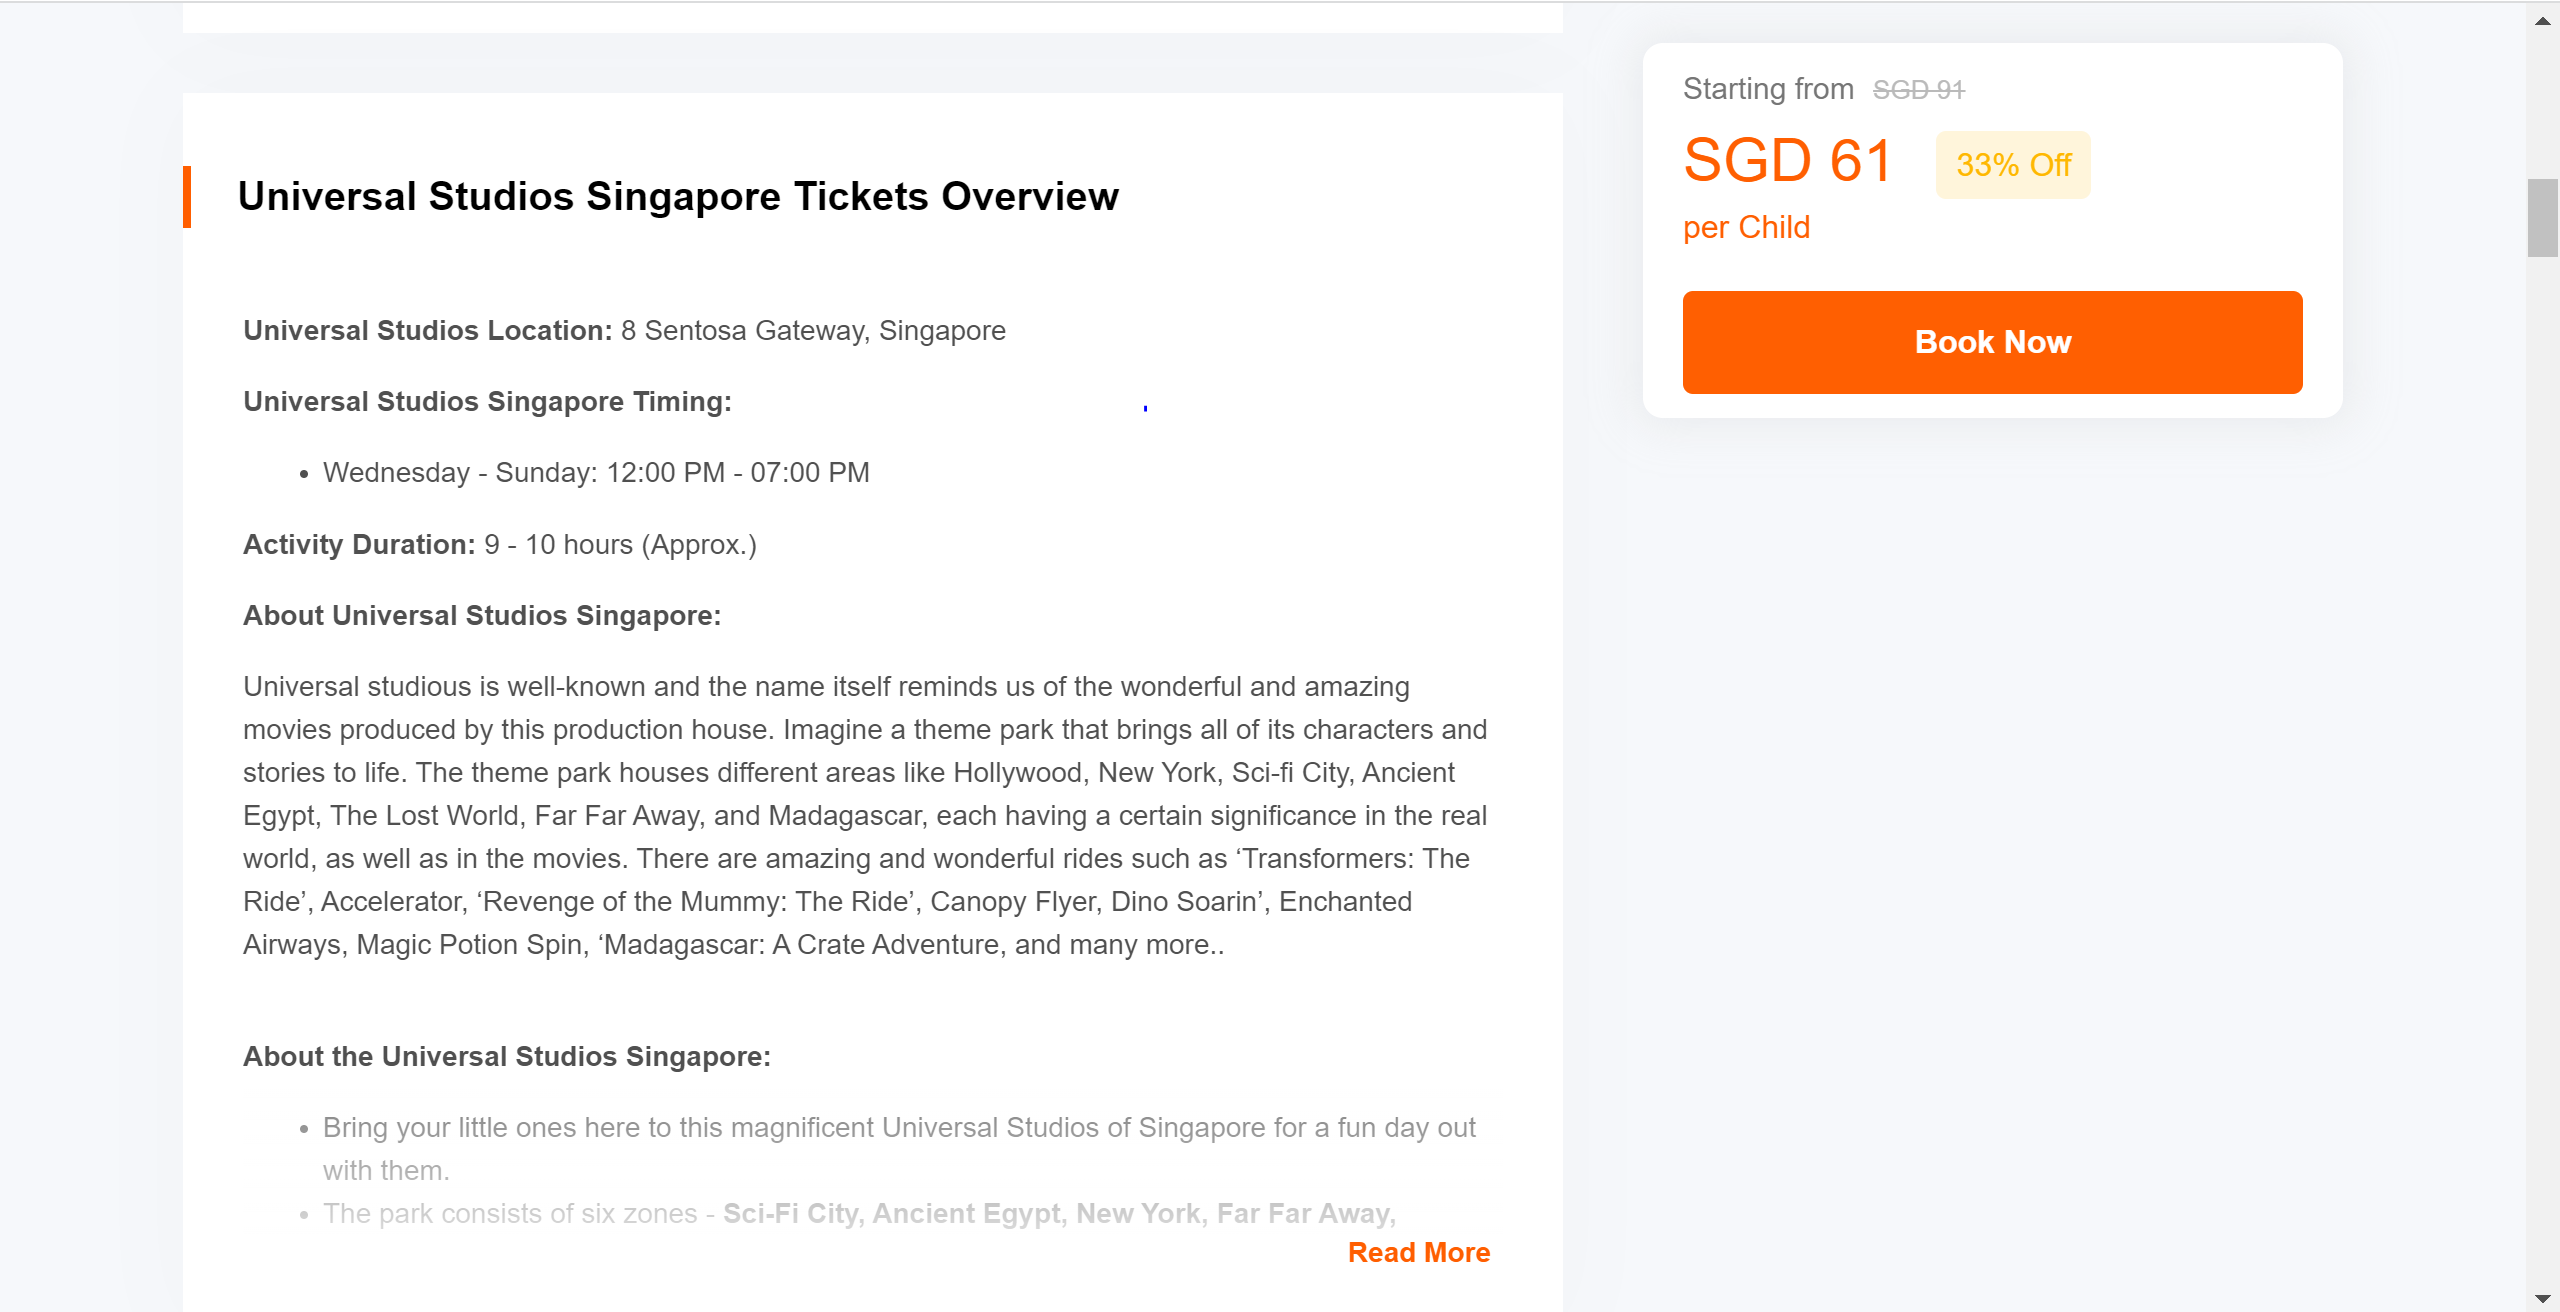 Universal Studios Singapore Tickets Overview
Universal Studios Location: 8 Sentosa Gateway, Singapore
Universal Studios Singapore Timing:
• Wednesday - Sunday: 12:00 PM - 07:00 PM
Activity Duration: 9 - 10 hours (Approx.)
About Universal Studios Singapore:
Universal studious is well-known and the name itself reminds us of the wonderful and amazing
movies produced by this production house. Imagine a theme park that brings all of its characters and
stories to life. The theme park houses different areas like Hollywood, New York, Sci-fi City, Ancient
Egypt, The Lost World, Far Far Away, and Madagascar, each having a certain significance in the real
world, as well as in the movies. There are amazing and wonderful rides such as ‘Transformers: The
Ride’, Accelerator, ‘Revenge of the Mummy: The Ride’, Canopy Flyer, Dino Soarin’, Enchanted
Airways, Magic Potion Spin, ‘Madagascar: A Crate Adventure, and many more..
About the Universal Studios Singapore:
• Bring your little ones here to this magnificent Universal Studios of Singapore for a fun day out
with them.
• The park consists of six zones - Sci-Fi City, Ancient Egypt, New York, Far Far Away,
Read More
Starting from SGD 91
SGD 61 33% Off
per Child
Book Now